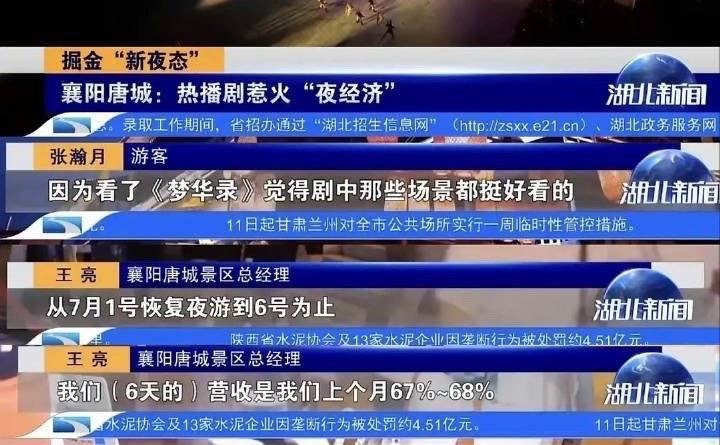 掘金“新夜态”
襄阳唐城：热播剧惹火“夜经济”
湖北新闻
。录取工作期间，省招办通过“湖北招生信息网”（http://zsxx.e21.cn）、湖北政务服务网
张瀚月 游客
因为看了《梦华录》觉得剧中那些场景都挺好看的
湖北新闻
元。 11日起甘肃兰州对全市公共场所实行一周临时性管控措施。
王亮 襄阳唐城景区总经理
从7月1号恢复夜游到6号为止
湖北新闻
陕西省水泥协会及13家水泥企业因垄断行为被处罚约4.51亿元。
王亮 襄阳唐城景区总经理
我们（6天的）营收是我们上个月67%~68%
湖北新闻
泥协会及13家水泥企业因垄断行为被处罚约4.51亿元。 11日起甘肃